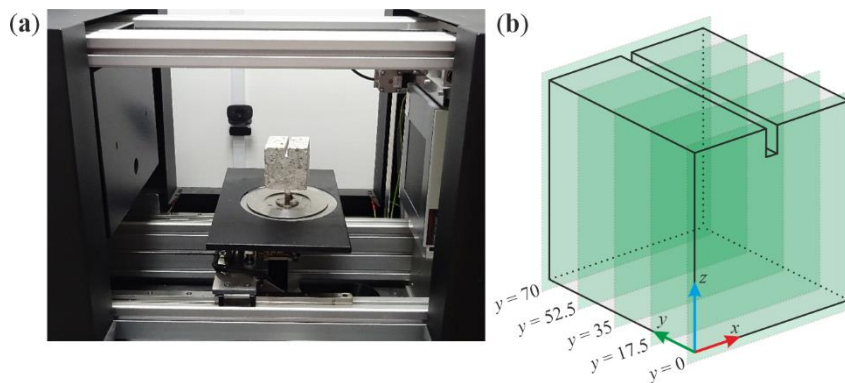 (a)
(b)
y = 70
y = 52.5
y = 35
y = 17.5
y = 0
z
y
x